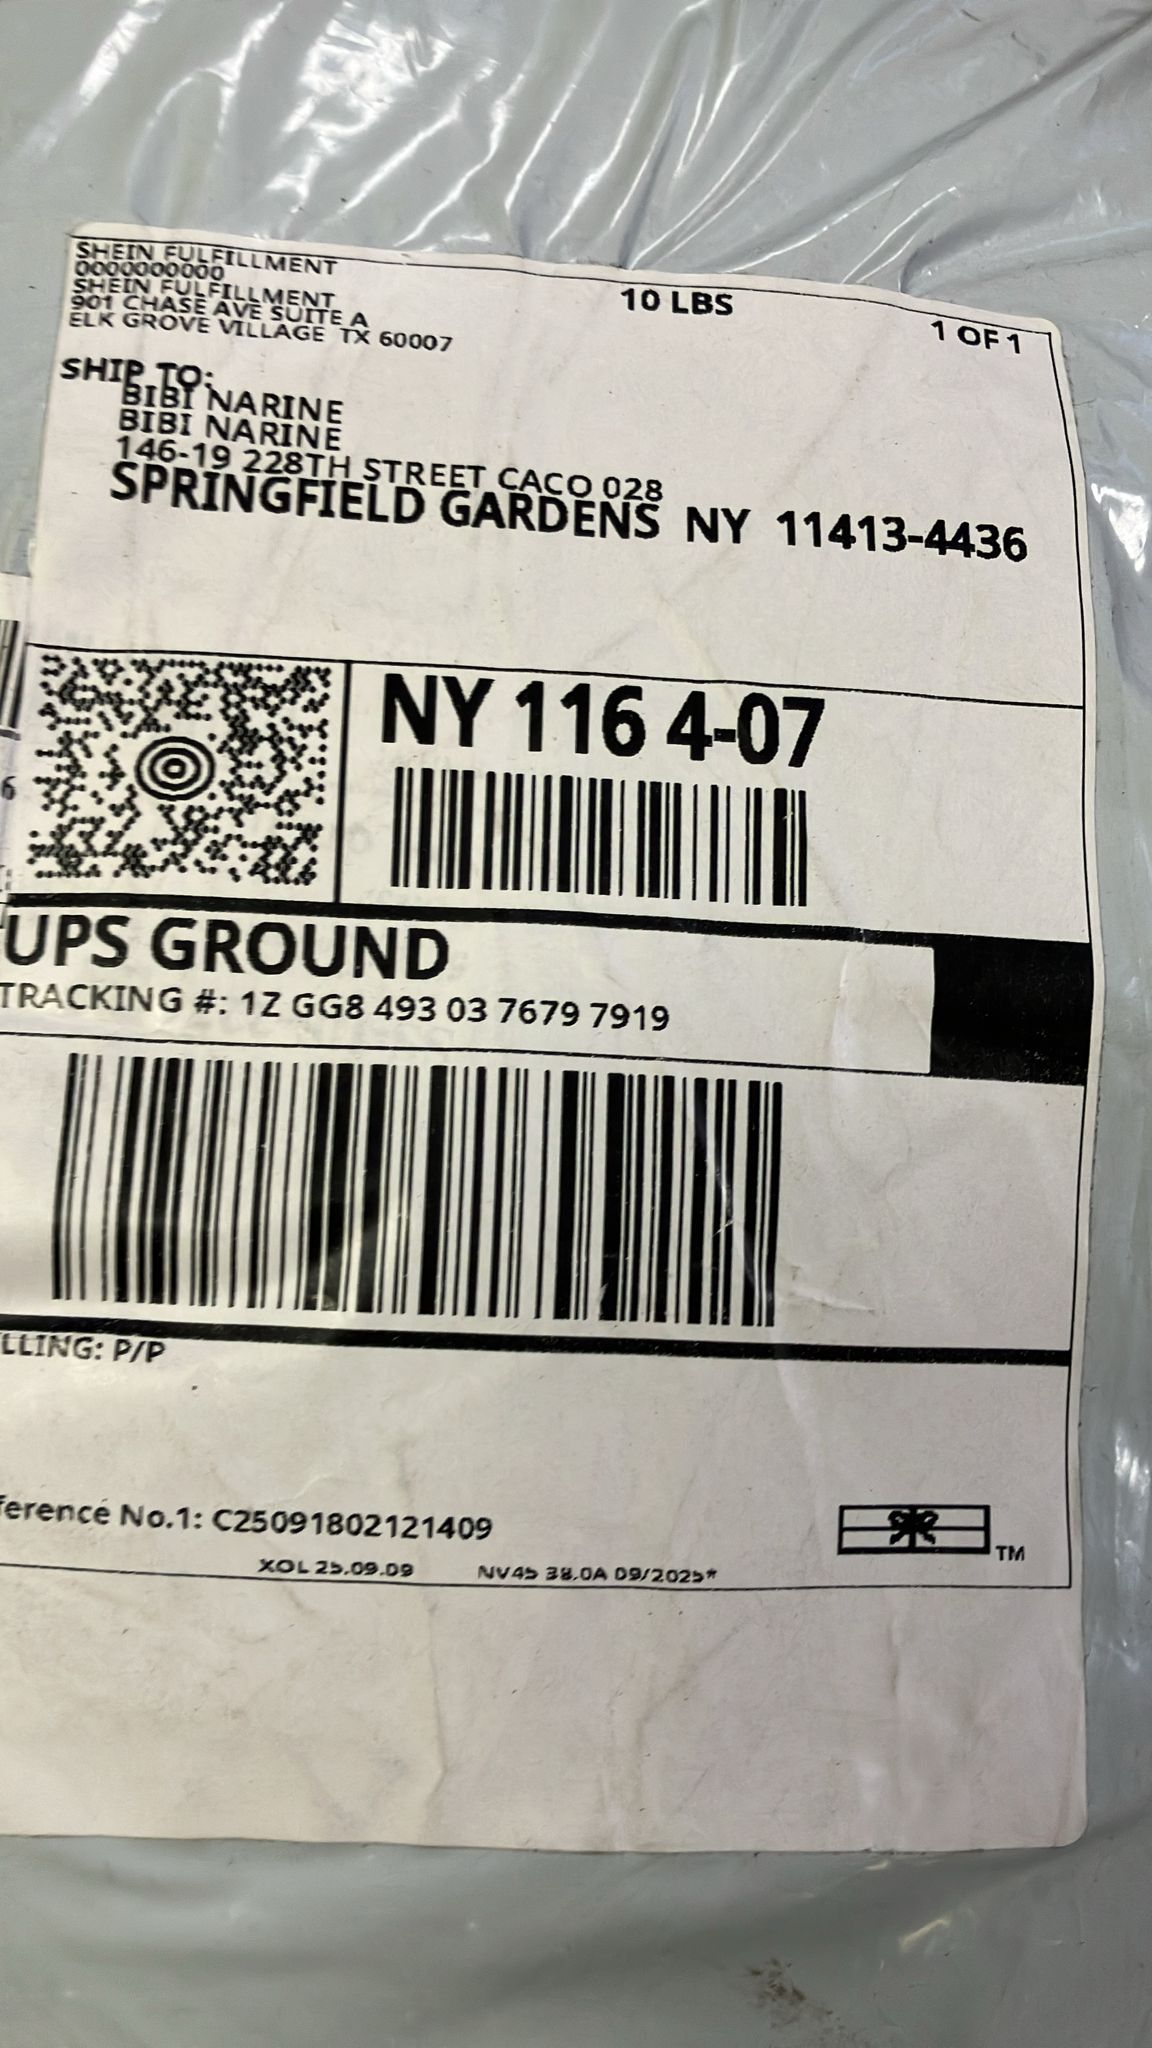 SHEIN FULFILLMENT
0000000000
SHEIN FULFILLMENT
901 CHASE AVE SUITE A
ELK GROVE VILLAGE TX 60007
10 LBS
1 OF 1
SHIP TO:
BIBI NARINE
BIBI NARINE
146-19 228TH STREET CACO 028
SPRINGFIELD GARDENS NY 11413-4436
NY 116 4-07
6
UPS GROUND
TRACKING #: 1Z GG8 493 03 7679 7919
LLING: P/P
ference No.1: C25091802121409
XOL 25.09.09 NV45 38.0A 09/2025*
TM